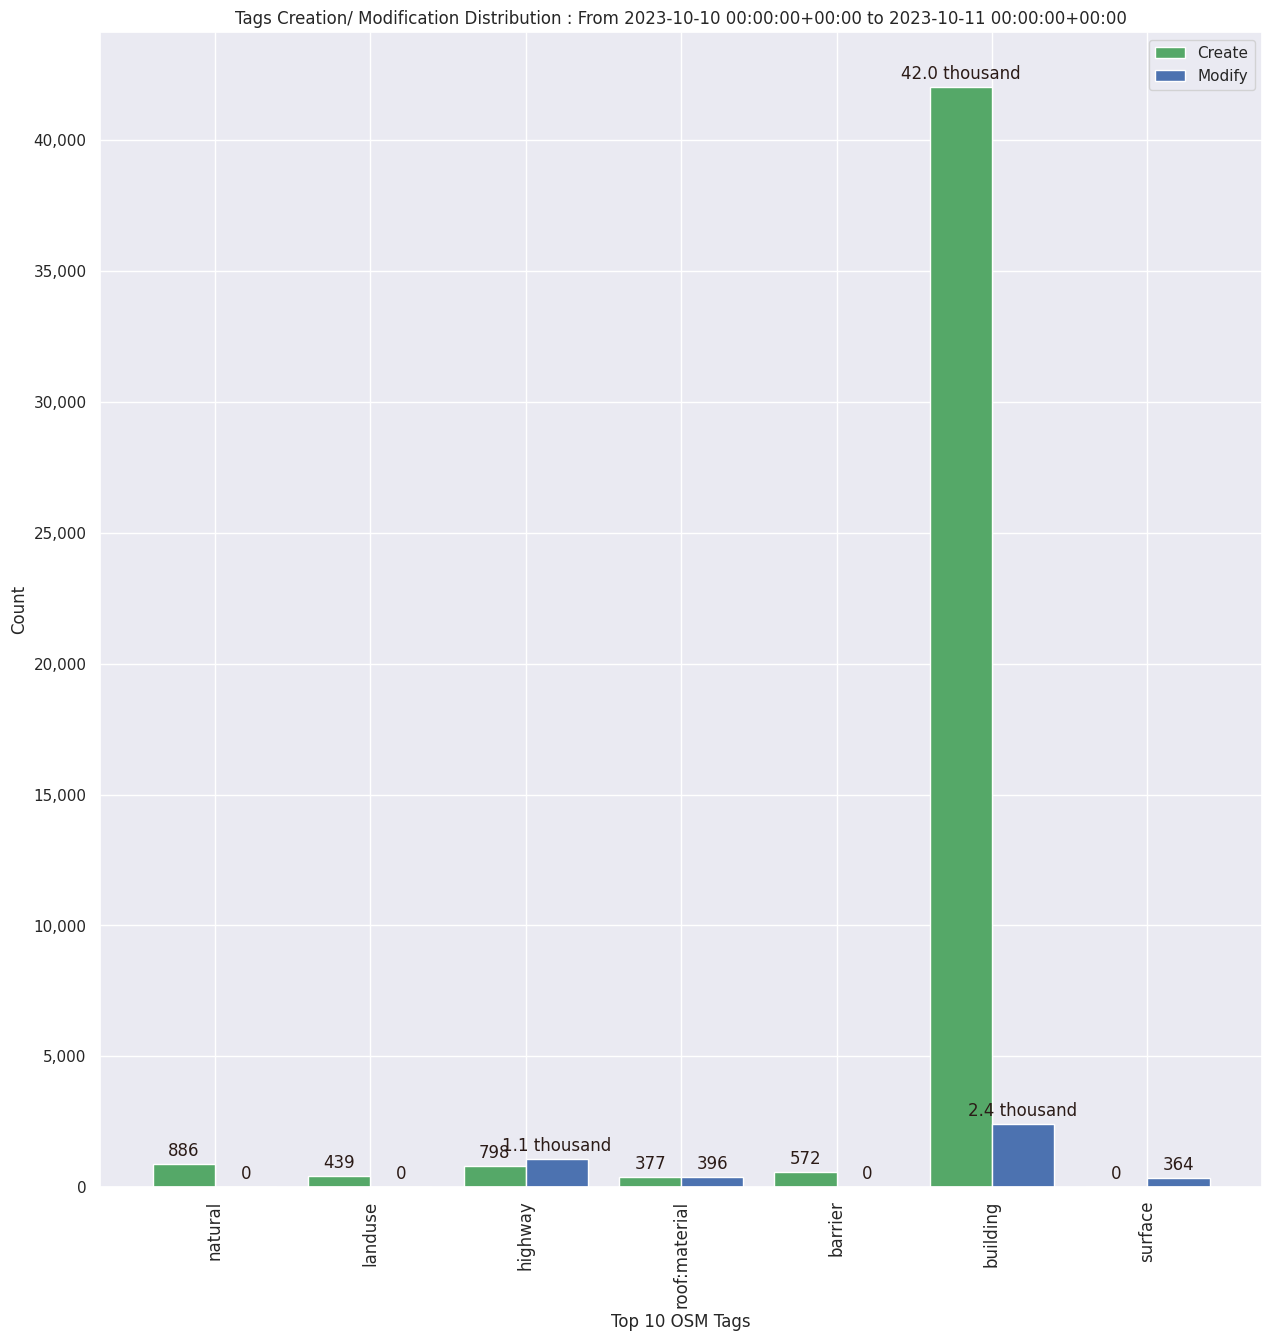 Tags Creation/ Modification Distribution : From 2023-10-10 00:00:00+00:00 to 2023-10-11 00:00:00+00:00
Create
Modify
42.0 thousand
40,000
35,000
30,000
25,000
20,000
15,000
10,000
5,000
0
Count
886
0
439
0
798
1.1 thousand
377
396
572
0
2.4 thousand
0
364
natural
landuse
highway
roof:material
barrier
building
surface
Top 10 OSM Tags